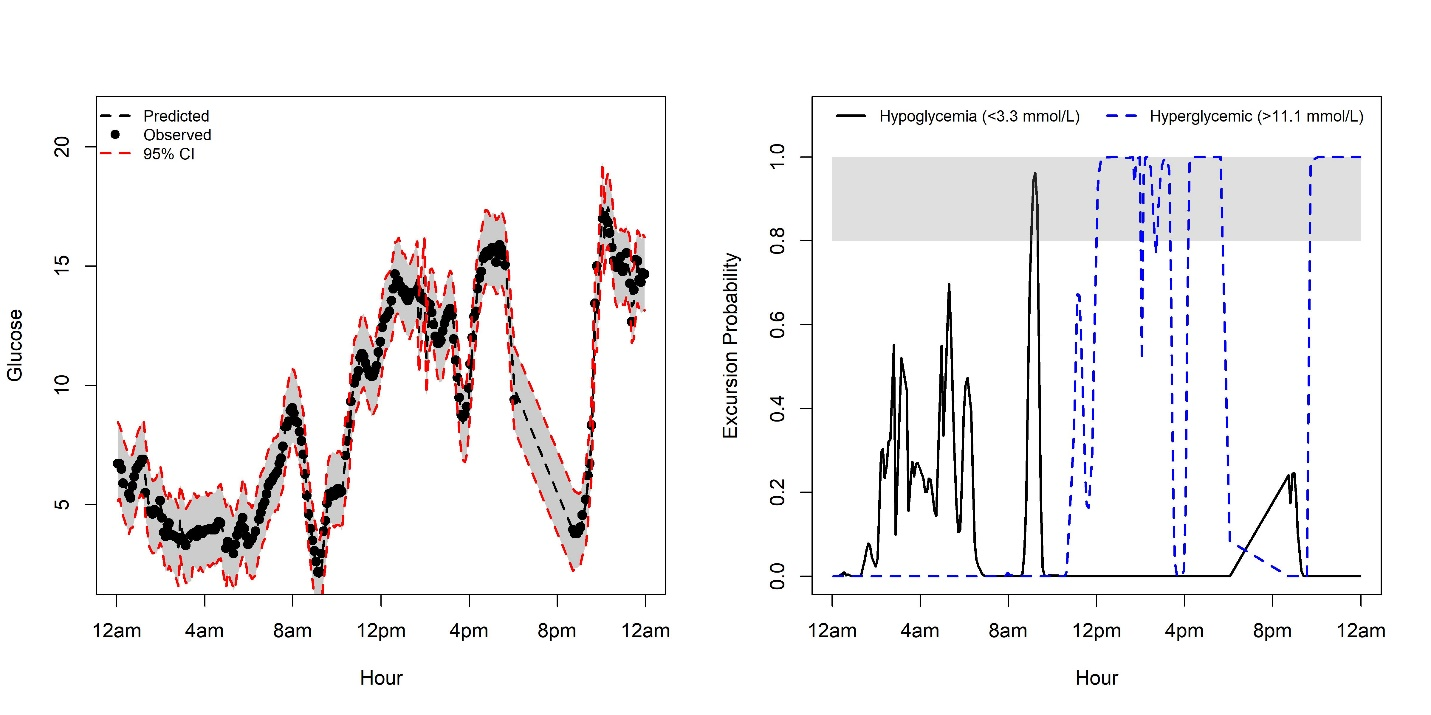 Predicted
Observed
95% CI
Glucose
20
15
10
5
12am 4am 8am 12pm 4pm 8pm 12am
Hour
Hypoglycemia (<3.3 mmol/L) Hyperglycemic (>11.1 mmol/L)
Excursion Probability
1.0
0.8
0.6
0.4
0.2
0.0
12am 4am 8am 12pm 4pm 8pm 12am
Hour